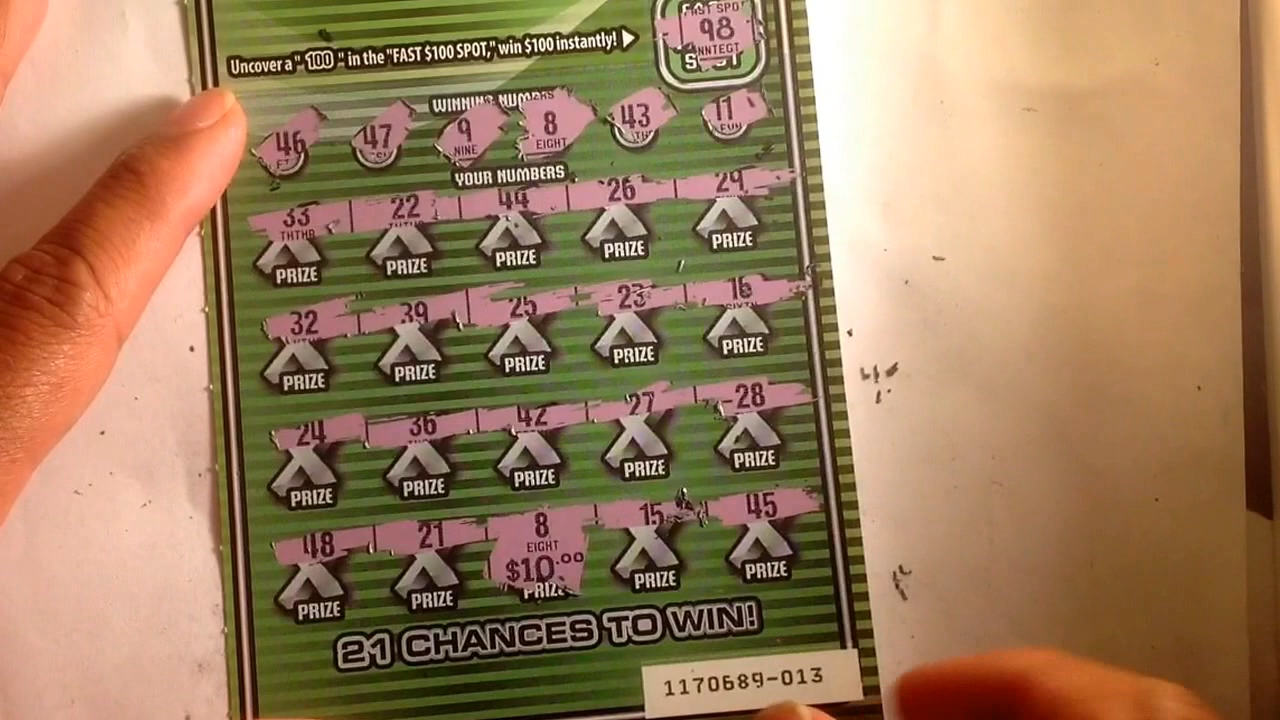 FAST SPO
98
NNTEGT
Uncover a "100" in the "FAST $100 SPOT," win $100 instantly!
WINNING NUMBERS
46 47 9 8 43 11
NINE EIGHT
YOUR NUMBERS
33 22 44 26 29
PRIZE PRIZE PRIZE PRIZE PRIZE
32 39 25 23 16
PRIZE PRIZE PRIZE PRIZE PRIZE
24 36 42 27 28
PRIZE PRIZE PRIZE PRIZE PRIZE
48 21 8 15 45
EIGHT
$10.00
PRIZE PRIZE PRIZE PRIZE PRIZE
21 CHANCES TO WIN!
1170689-013